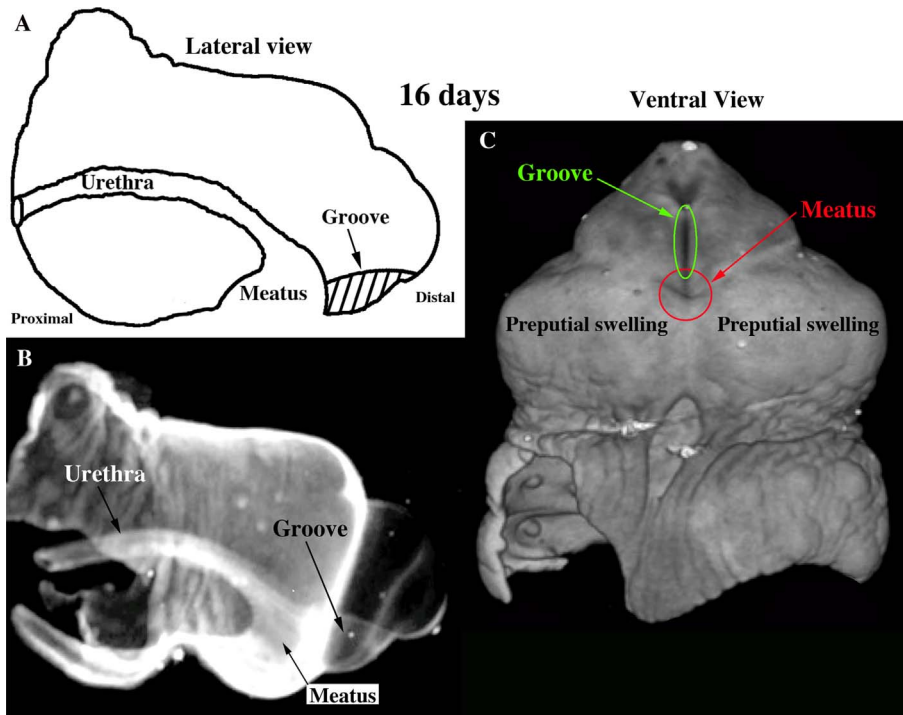 A
Lateral view
16 days
Ventral View
Urethra
Groove
Meatus
Proximal
Distal
B
Urethra
Groove
Meatus
C
Groove
Meatus
Preputial swelling
Preputial swelling